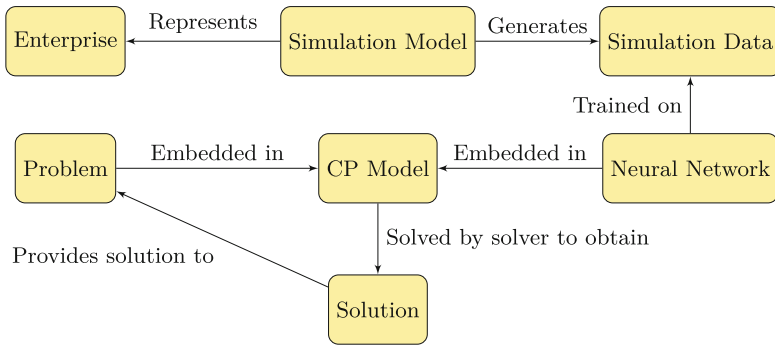 Enterprise
Represents
Simulation Model
Generates
Simulation Data
Trained on
Problem
Embedded in
CP Model
Embedded in
Neural Network
Solved by solver to obtain
Provides solution to
Solution